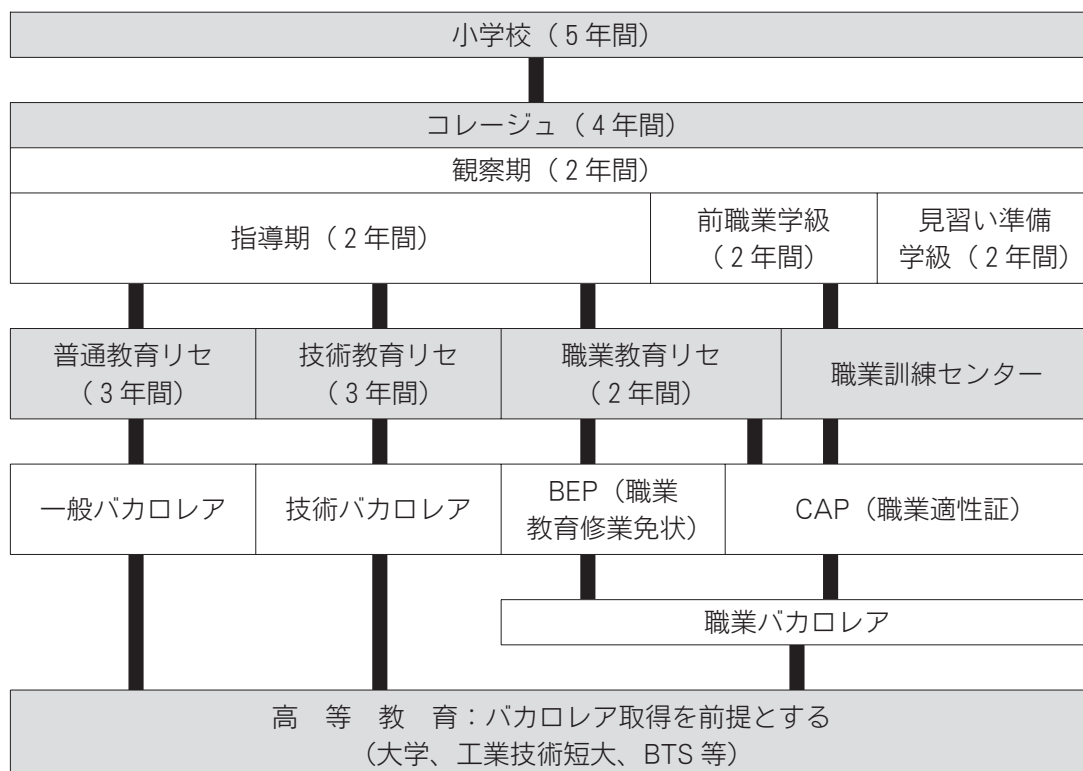 小学校(5年間)
コレージュ(4年間)
観察期(2年間)
指導期(2年間)
前職業学級
(2年間)
見習い準備
学級(2年間)
普通教育リセ
(3年間)
技術教育リセ
(3年間)
職業教育リセ
(2年間)
職業訓練センター
一般バカロレア
技術バカロレア
BEP(職業
教育修業免状)
CAP(職業適性証)
職業バカロレア
高 等 教 育:バカロレア取得を前提とする
(大学、工業技術短大、BTS 等)